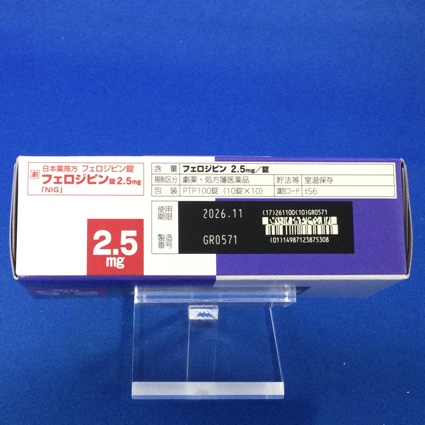 日本薬局方 フェロジピン錠
劇 フェロジピン錠2.5mg
「NIG」
2.5
mg
含量 フェロジピン 2.5mg/錠
規制区分 劇薬・処方箋医薬品 貯法等 室温保存
包装 PTP100錠(10錠×10) 識別コード t56
使用
期限 2026.11
製造
番号 GR0571
(17)261100(10)GR0571
(01)14987123875308